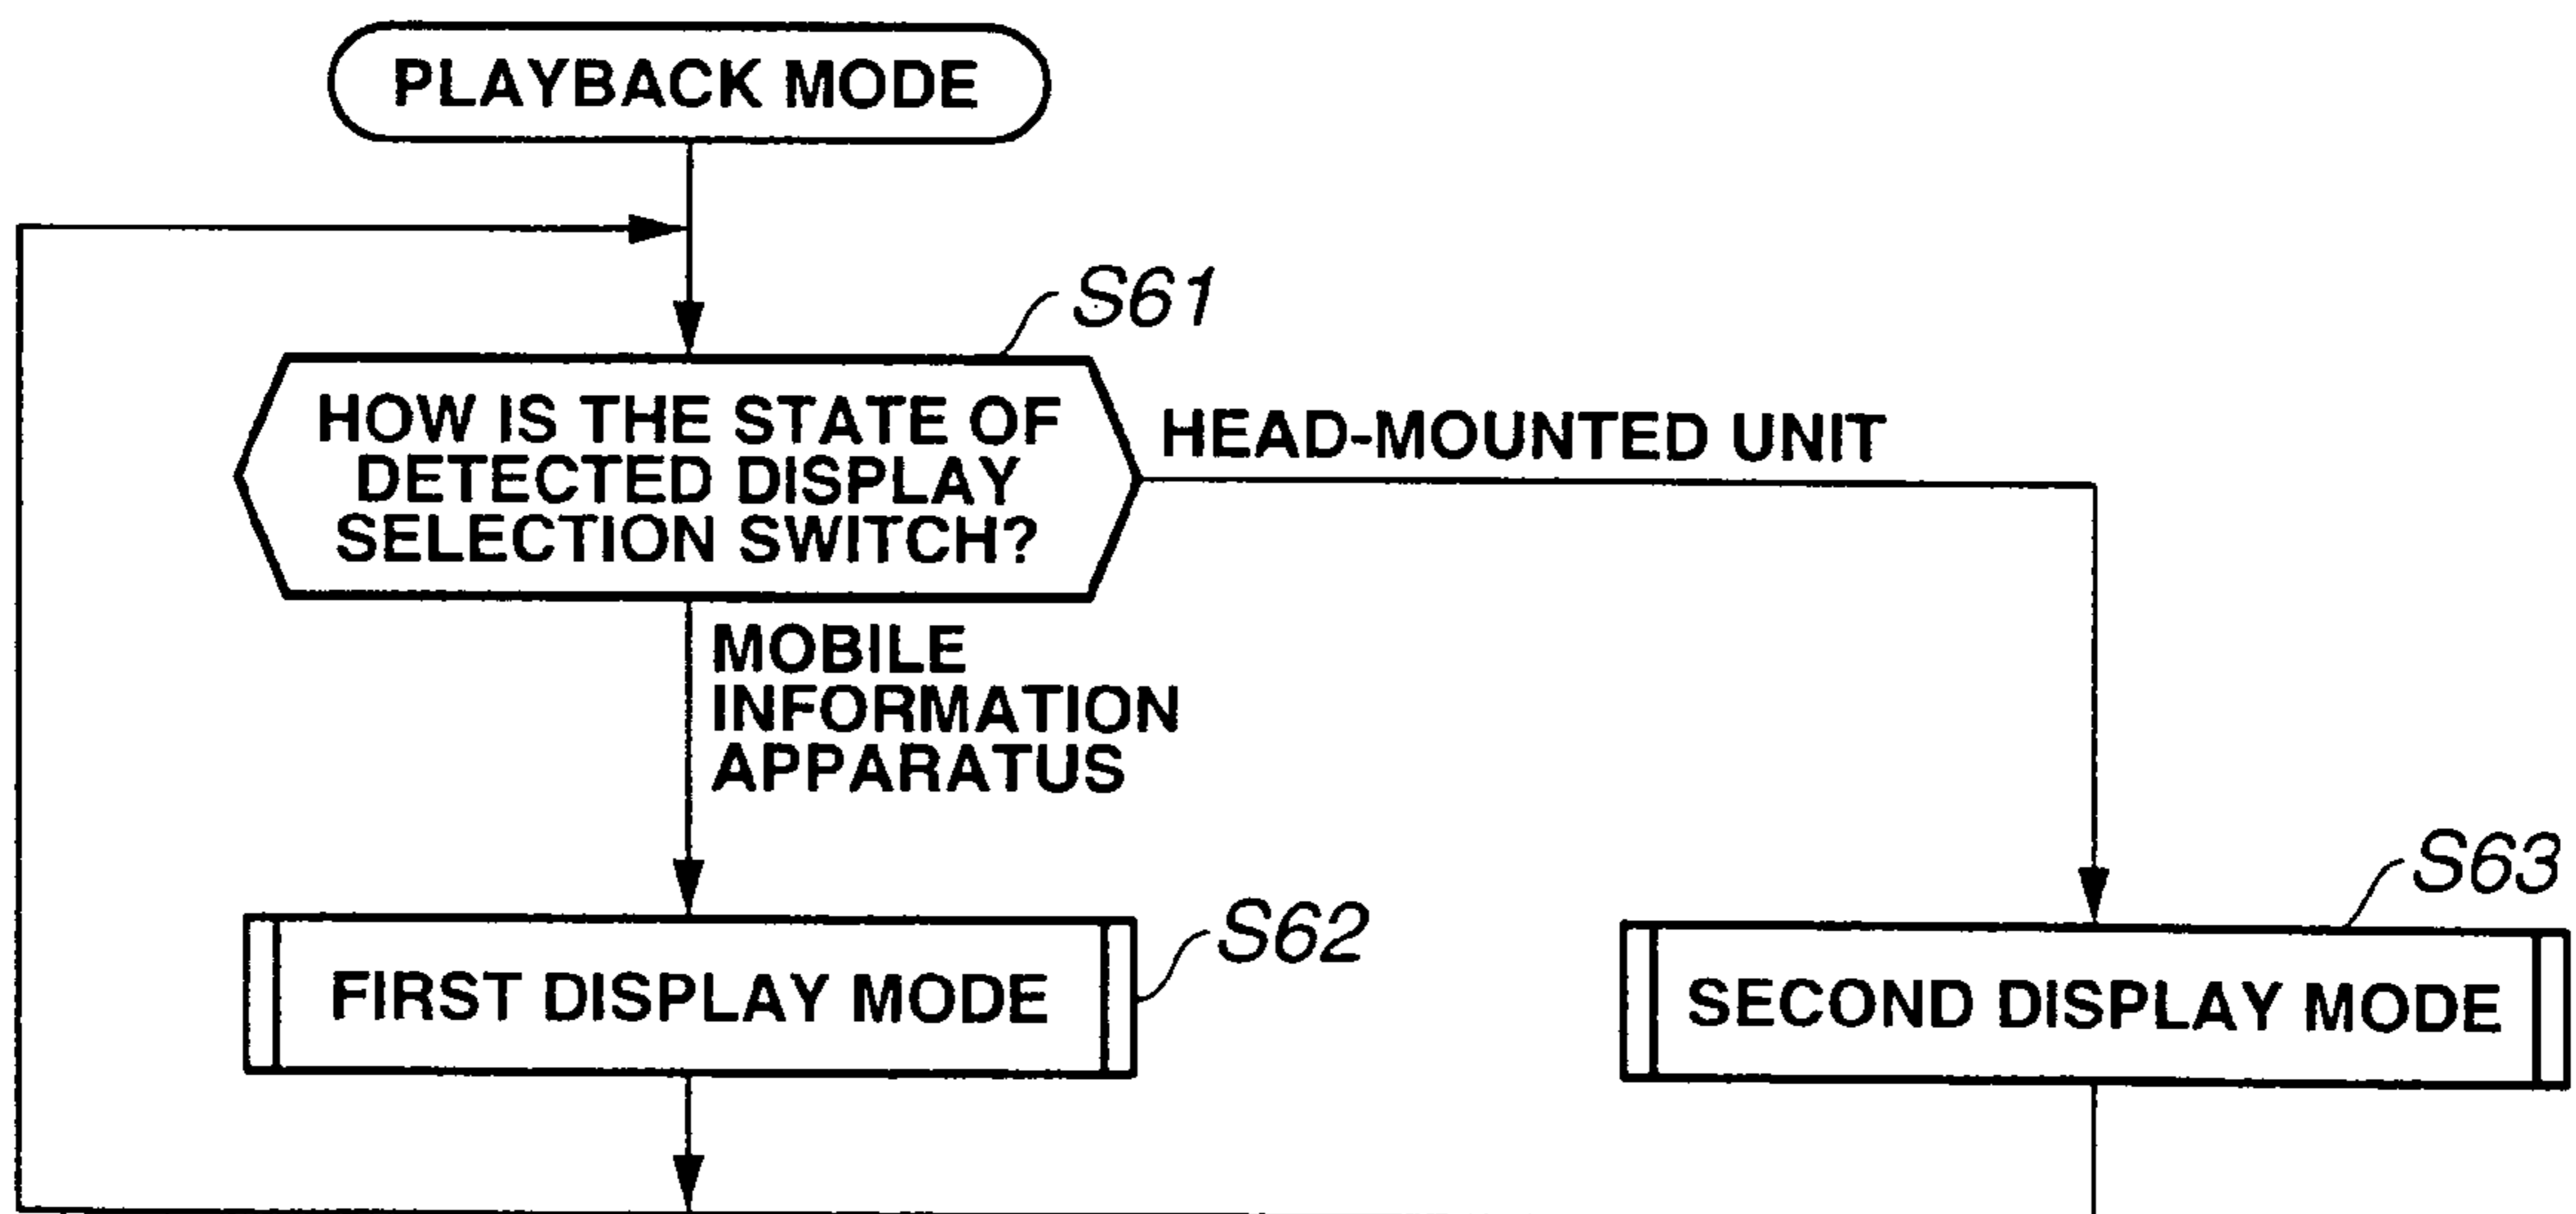 PLAYBACK MODE
S61
HOW IS THE STATE OF
DETECTED DISPLAY
SELECTION SWITCH?
HEAD-MOUNTED UNIT
MOBILE
INFORMATION
APPARATUS
S62
FIRST DISPLAY MODE
S63
SECOND DISPLAY MODE